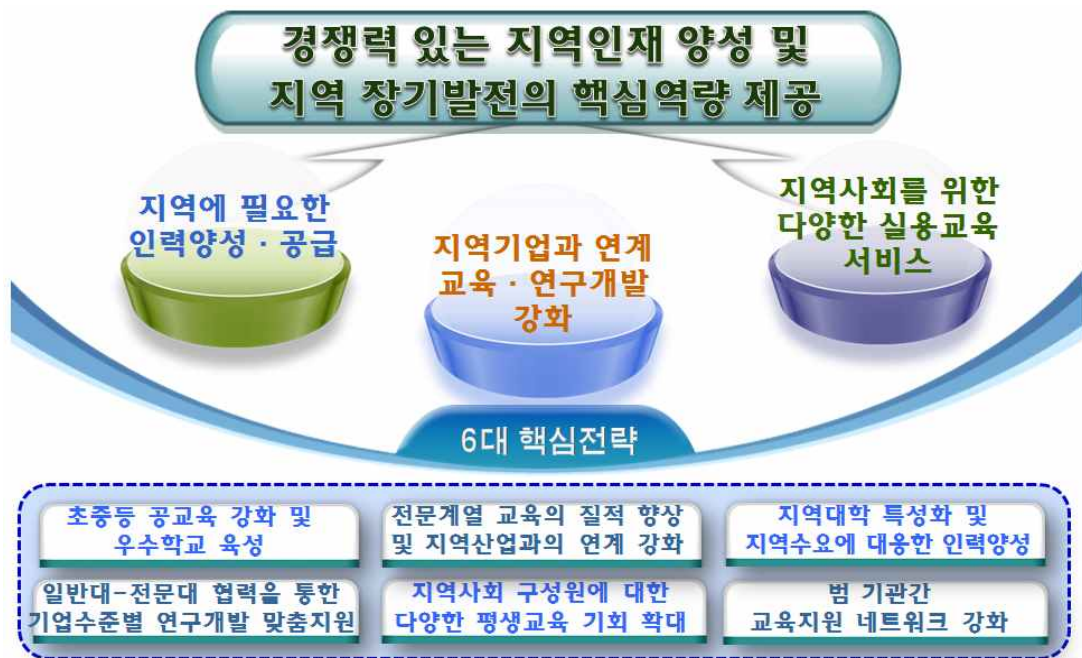 경쟁력 있는 지역인재 양성 및
지역 장기발전의 핵심역량 제공
지역에 필요한
인력양성 · 공급
지역기업과 연계
교육 · 연구개발
강화
지역사회를 위한
다양한 실용교육
서비스
6대 핵심전략
초중등 공교육 강화 및
우수학교 육성
전문계열 교육의 질적 향상
및 지역산업과의 연계 강화
지역대학 특성화 및
지역수요에 대응한 인력양성
일반대-전문대 협력을 통한
기업수준별 연구개발 맞춤지원
지역사회 구성원에 대한
다양한 평생교육 기회 확대
범 기관간
교육지원 네트워크 강화